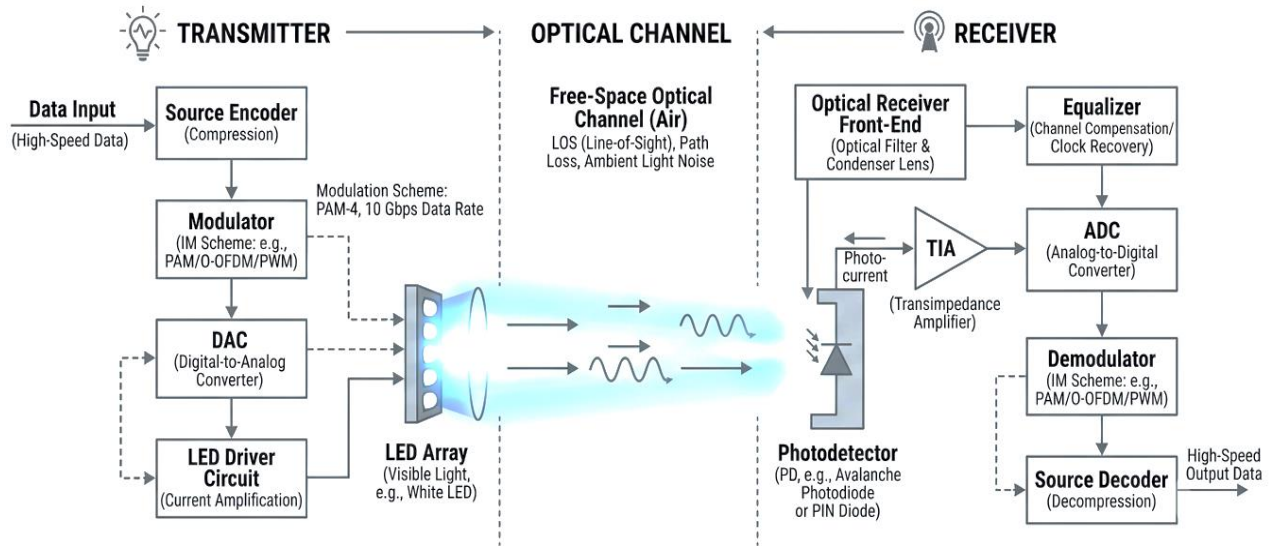 TRANSMITTER
OPTICAL CHANNEL
RECEIVER
Data Input
(High-Speed Data)
Source Encoder
(Compression)
Modulation Scheme:
PAM-4, 10 Gbps Data Rate
Modulator
(IM Scheme: e.g.,
PAM/O-OFDM/PWM)
DAC
(Digital-to-Analog
Converter)
LED Driver
Circuit
(Current Amplification)
LED Array
(Visible Light,
e.g., White LED)
Free-Space Optical
Channel (Air)
LOS (Line-of-Sight), Path
Loss, Ambient Light Noise
Optical Receiver
Front-End
(Optical Filter &
Condenser Lens)
Photo-
current
TIA
(Transimpedance
Amplifier)
Photodetector
(PD, e.g., Avalanche
Photodiode
or PIN Diode)
Equalizer
(Channel Compensation/
Clock Recovery)
ADC
(Analog-to-Digital
Converter)
Demodulator
(IM Scheme: e.g.,
PAM/O-OFDM/PWM)
Source Decoder
(Decompression)
High-Speed
Output Data